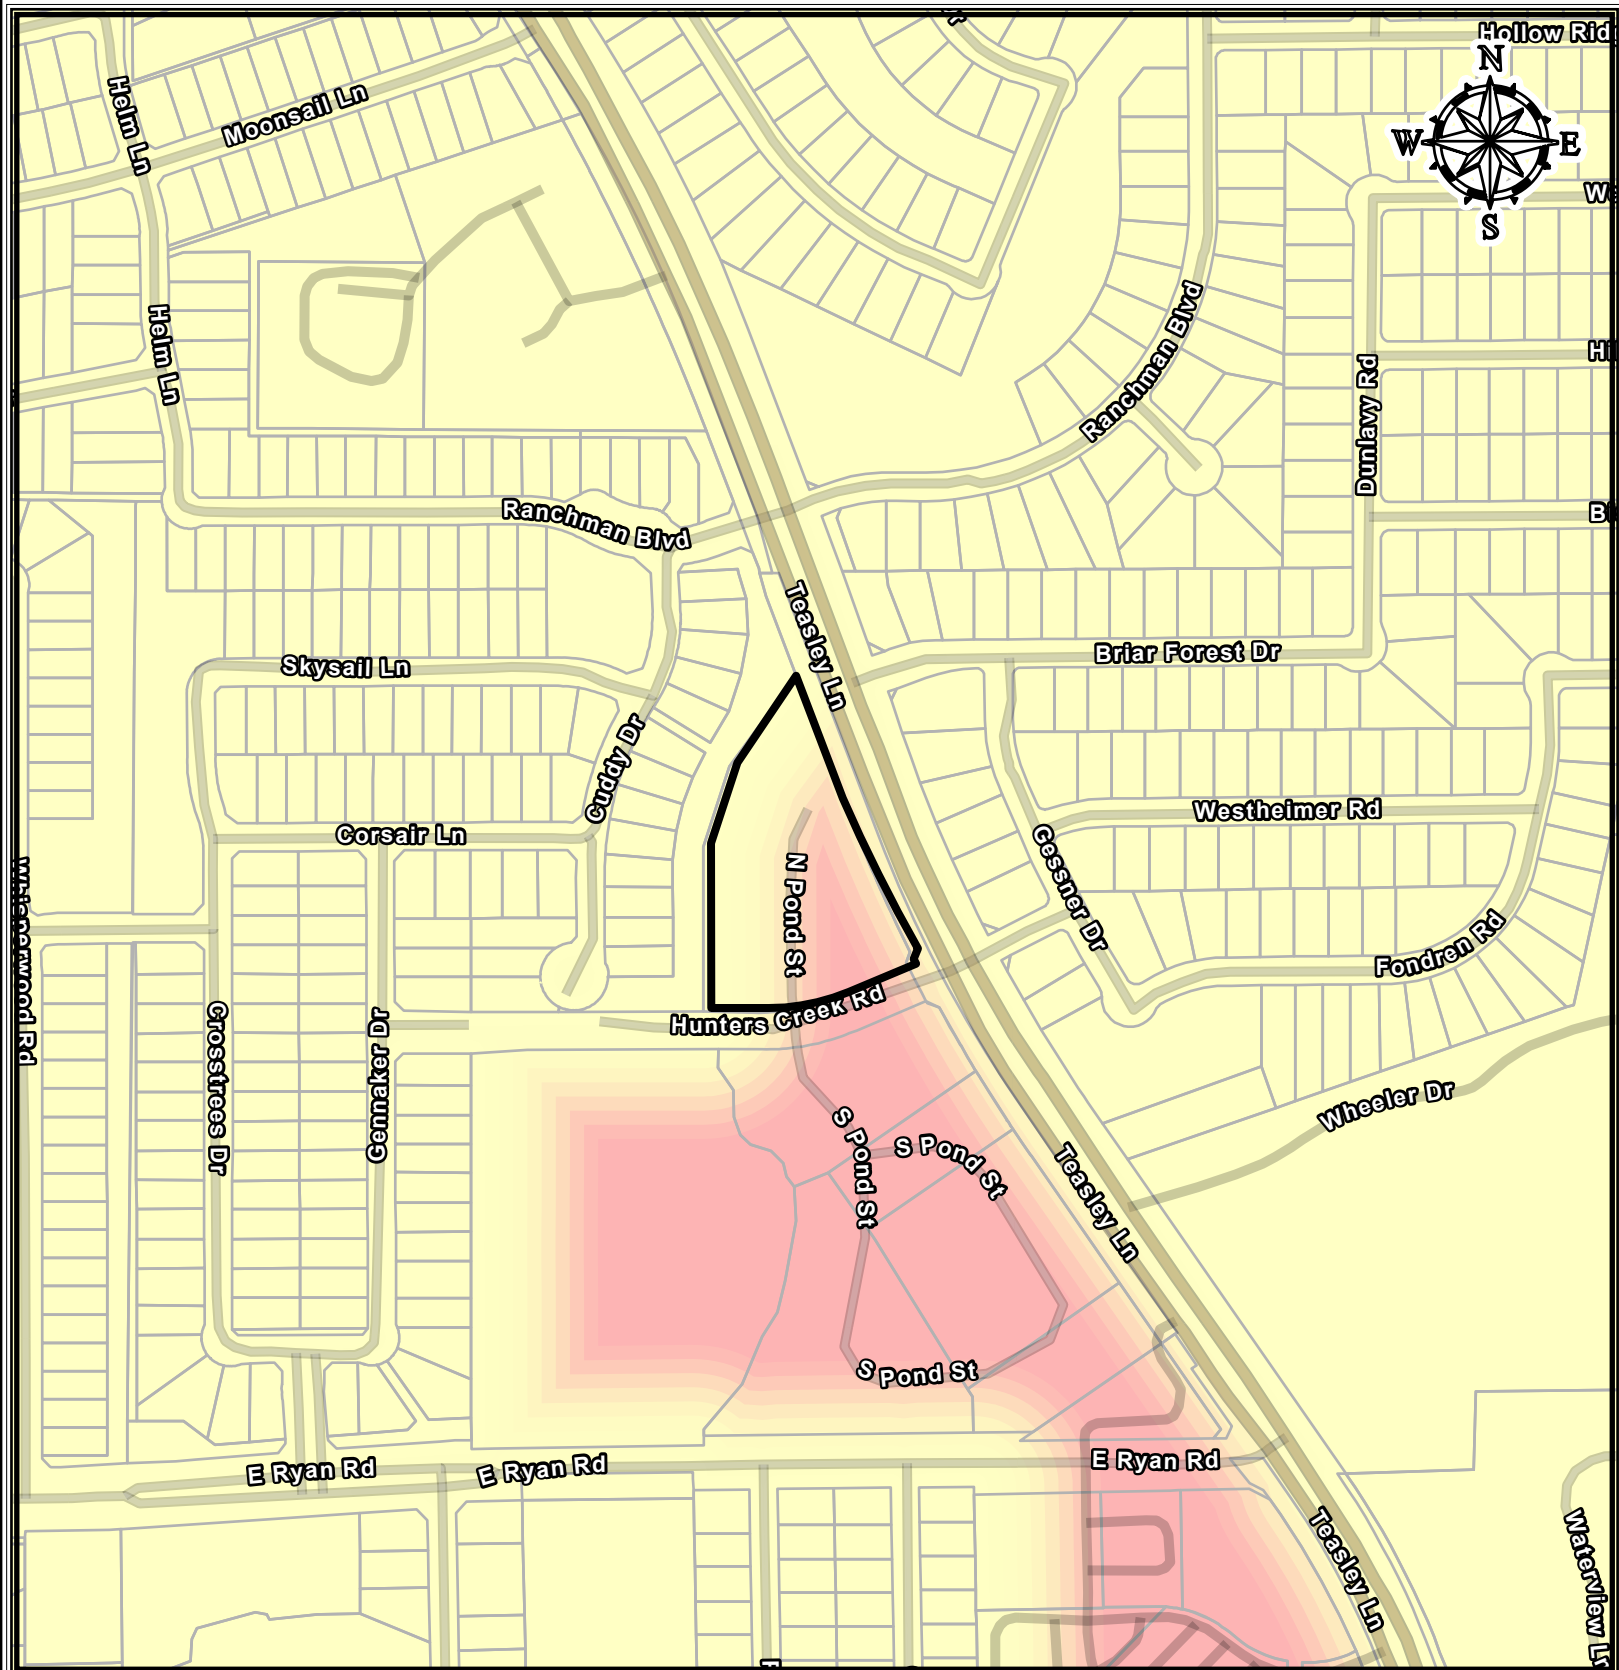 Hollow Rid
N
Helm Ln
Moonsail Ln
W
E
S
Ranchman Blvd
Helm Ln
Dunlavy Rd
Ranchman Blvd
Teasley Ln
Briar Forest Dr
Skysail Ln
Cuddy Dr
Westheimer Rd
Corsair Ln
Gessner Dr
N Pond St
Whisperwood Rd
Fondren Rd
Hunters Creek Rd
Crosstrees Dr
Gennaker Dr
Wheeler Dr
S Pond St
S Pond St
Teasley Ln
S Pond St
E Ryan Rd
E Ryan Rd
E Ryan Rd
Teasley Ln
Waterview Ln